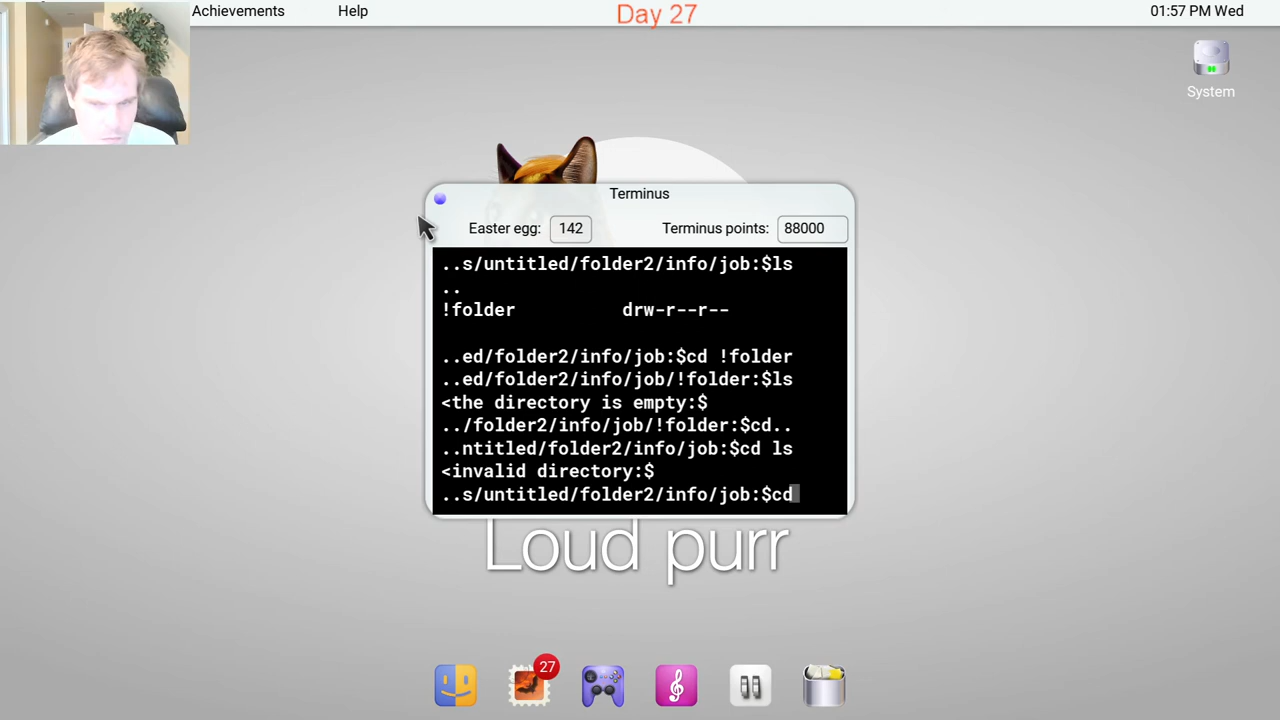 Achievements
Help
Day 27
01:57 PM Wed
System
Terminus
Easter egg: 142
Terminus points: 88000
..s/untitled/folder2/info/job:$ls
..
!folder drw-r--r--
..ed/folder2/info/job:$cd !folder
..ed/folder2/info/job/!folder:$ls
<the directory is empty:$
../folder2/info/job/!folder:$cd..
..ntitled/folder2/info/job:$cd ls
<invalid directory:$
..s/untitled/folder2/info/job:$cd
Loud purr
27